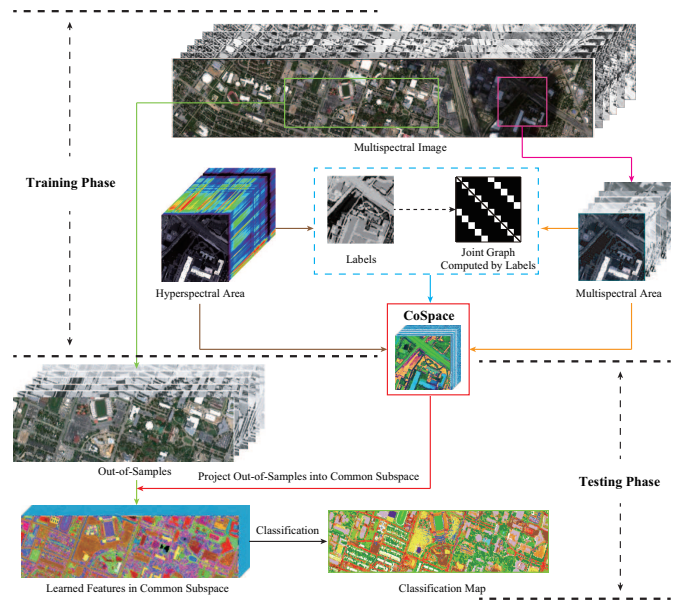 Multispectral Image
Training Phase
Labels
Joint Graph
Computed by Labels
Hyperspectral Area
Multispectral Area
CoSpace
Out-of-Samples
Project Out-of-Samples into Common Subspace
Testing Phase
Classification
Learned Features in Common Subspace
Classification Map